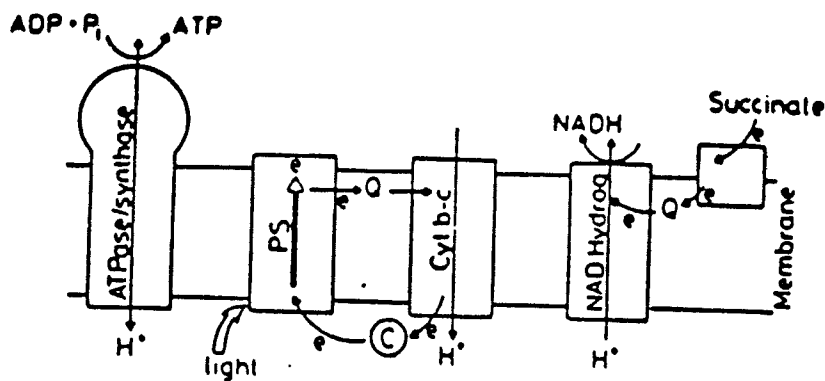 ADP + Pi ATP
Succinate
NADH
e
ATPase/synthase
PS
e
e Q
Cyt b-c
NAD Hydrog
e Q e
Membrane
H+
light
e C e
H+
H+